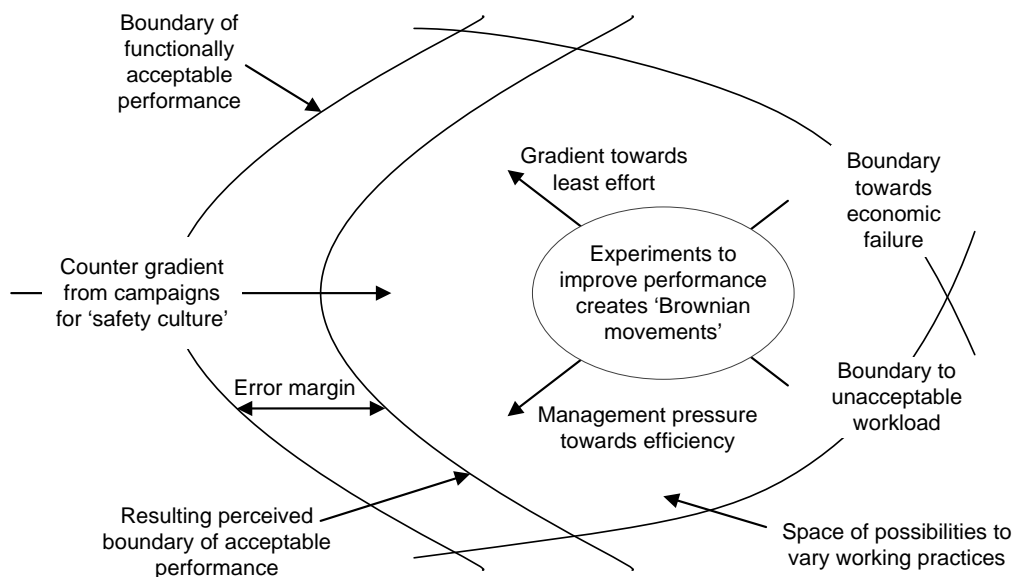 Boundary of
functionally
acceptable
performance
Gradient towards
least effort
Boundary
towards
economic
failure
Counter gradient
from campaigns
for ‘safety culture’
Experiments to
improve performance
creates ‘Brownian
movements’
Error margin
Management pressure
towards efficiency
Boundary to
unacceptable
workload
Resulting perceived
boundary of acceptable
performance
Space of possibilities to
vary working practices